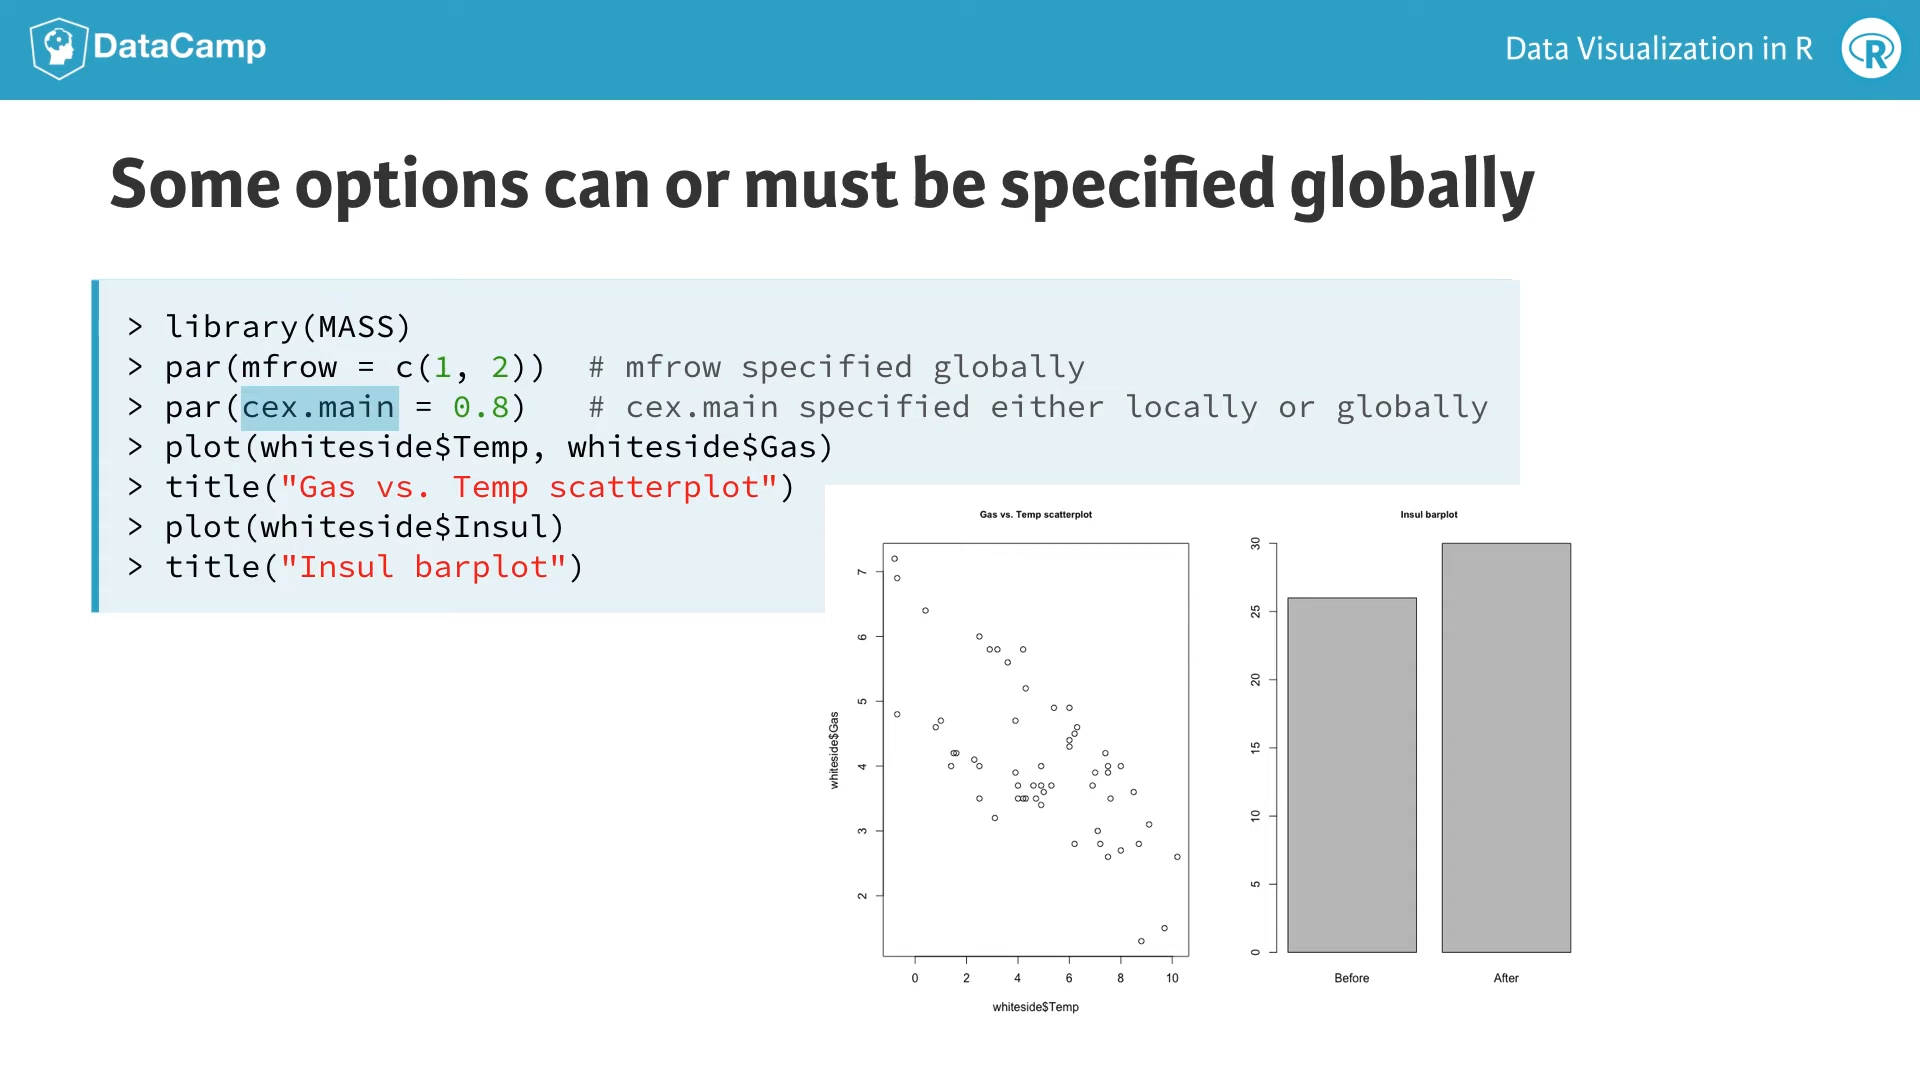 DataCamp
Data Visualization in R
R
Some options can or must be specified globally
> library(MASS)
> par(mfrow = c(1, 2))  # mfrow specified globally
> par(cex.main = 0.8)   # cex.main specified either locally or globally
> plot(whiteside$Temp, whiteside$Gas)
> title("Gas vs. Temp scatterplot")
> plot(whiteside$Insul)
> title("Insul barplot")
Gas vs. Temp scatterplot
7
6
5
4
3
2
whiteside$Gas
0 2 4 6 8 10
whiteside$Temp
Insul barplot
30
25
20
15
10
5
0
Before After